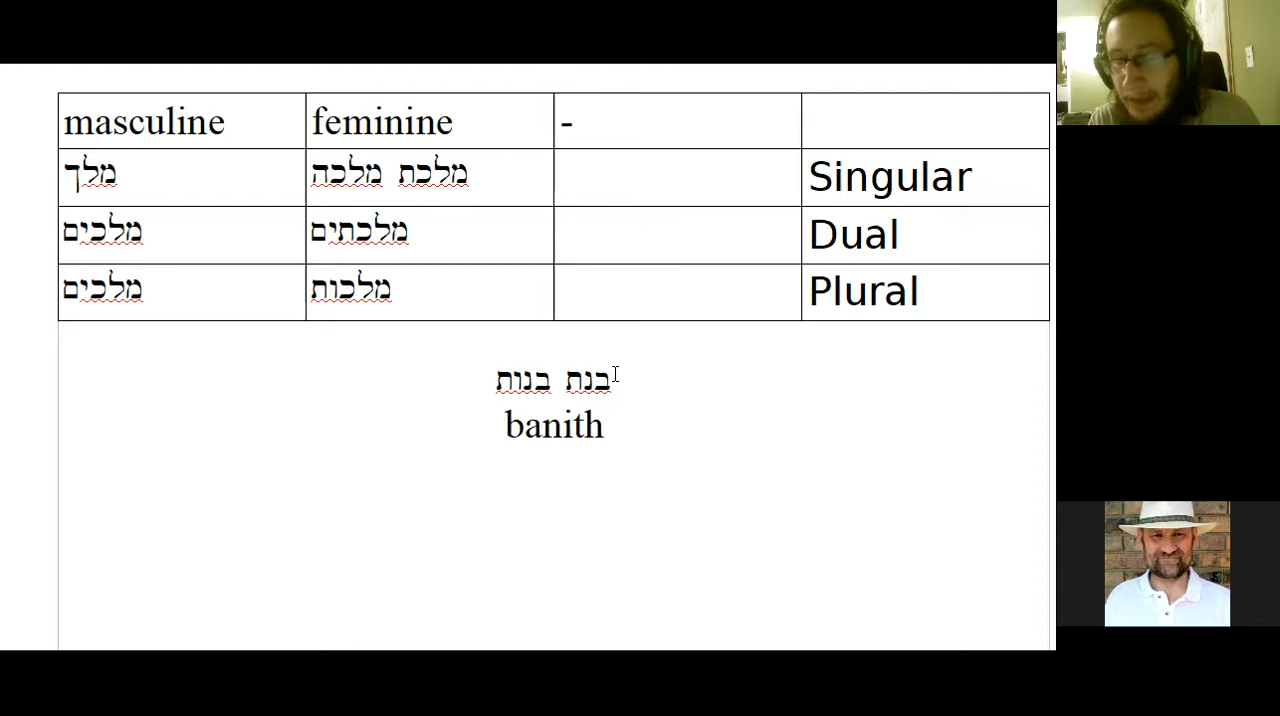 masculine feminine -
מלך מלכת מלכה Singular
מלכים מלכתים Dual
מלכים מלכות Plural
בנת בנות
banith